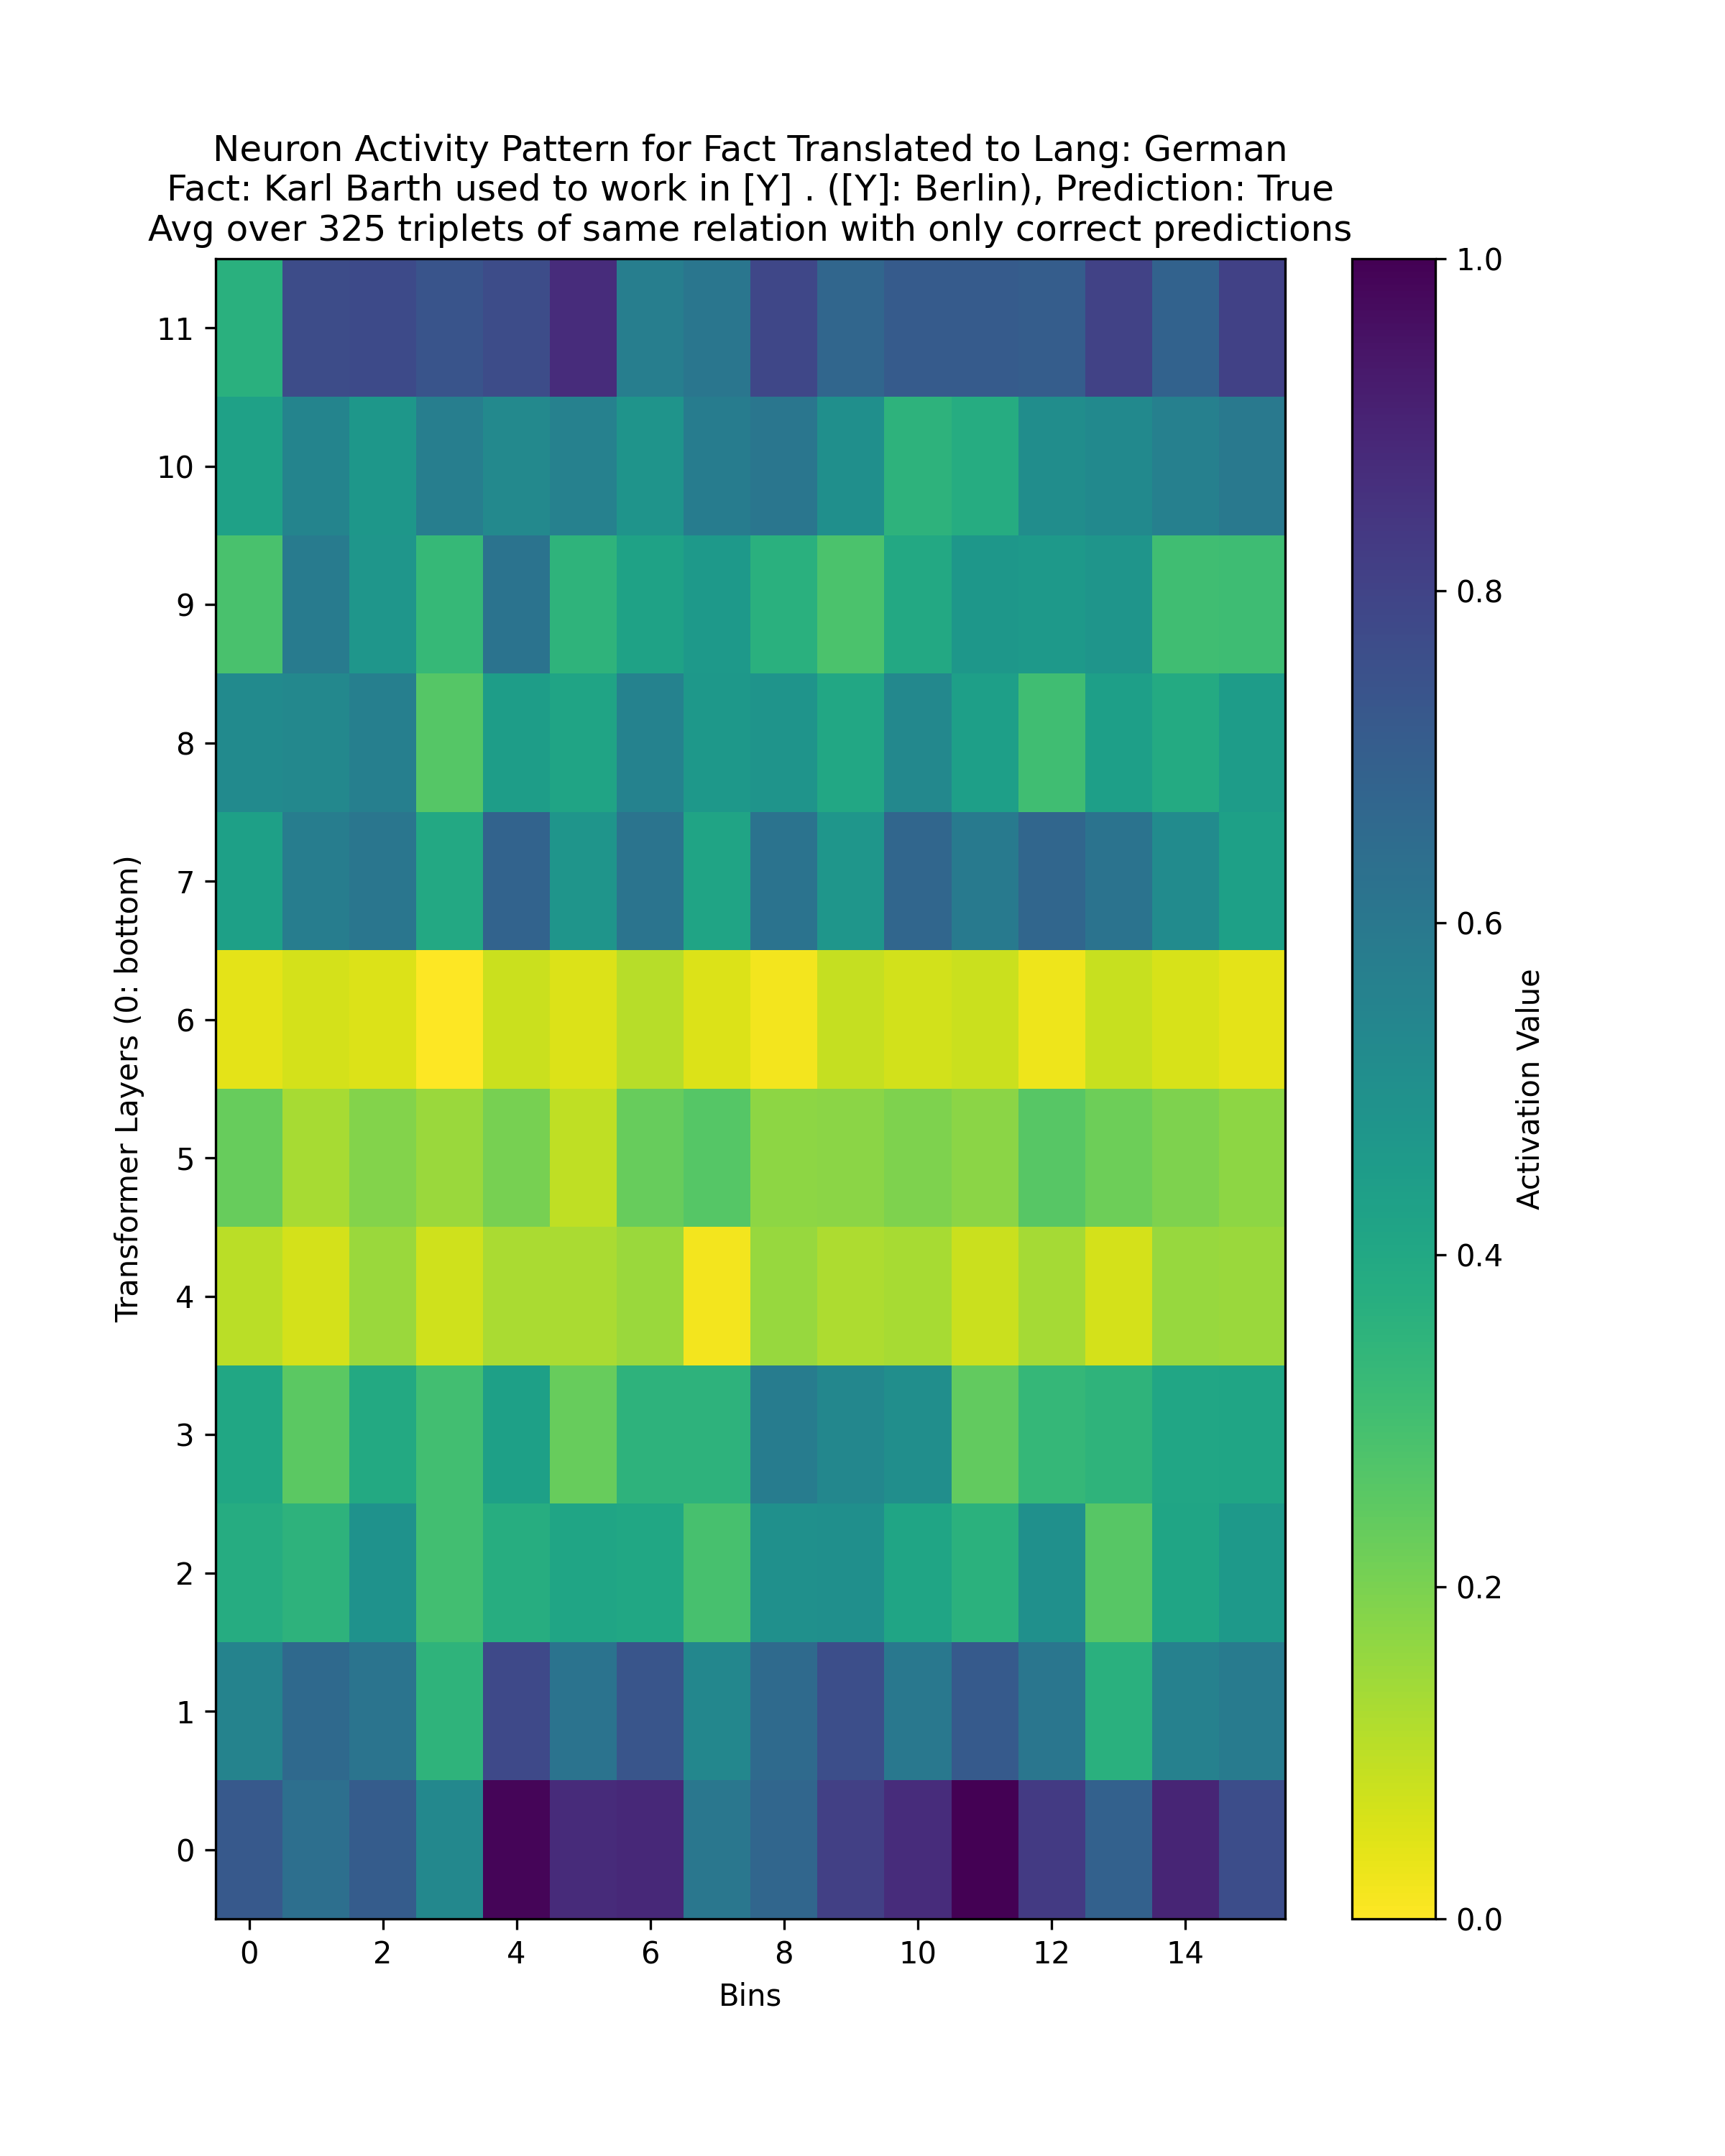 Neuron Activity Pattern for Fact Translated to Lang: German
Fact: Karl Barth used to work in [Y] . ([Y]: Berlin), Prediction: True
Avg over 325 triplets of same relation with only correct predictions
Transformer Layers (0: bottom)
11
10
9
8
7
6
5
4
3
2
1
0
0 2 4 6 8 10 12 14
Bins
1.0
0.8
0.6
0.4
0.2
0.0
Activation Value